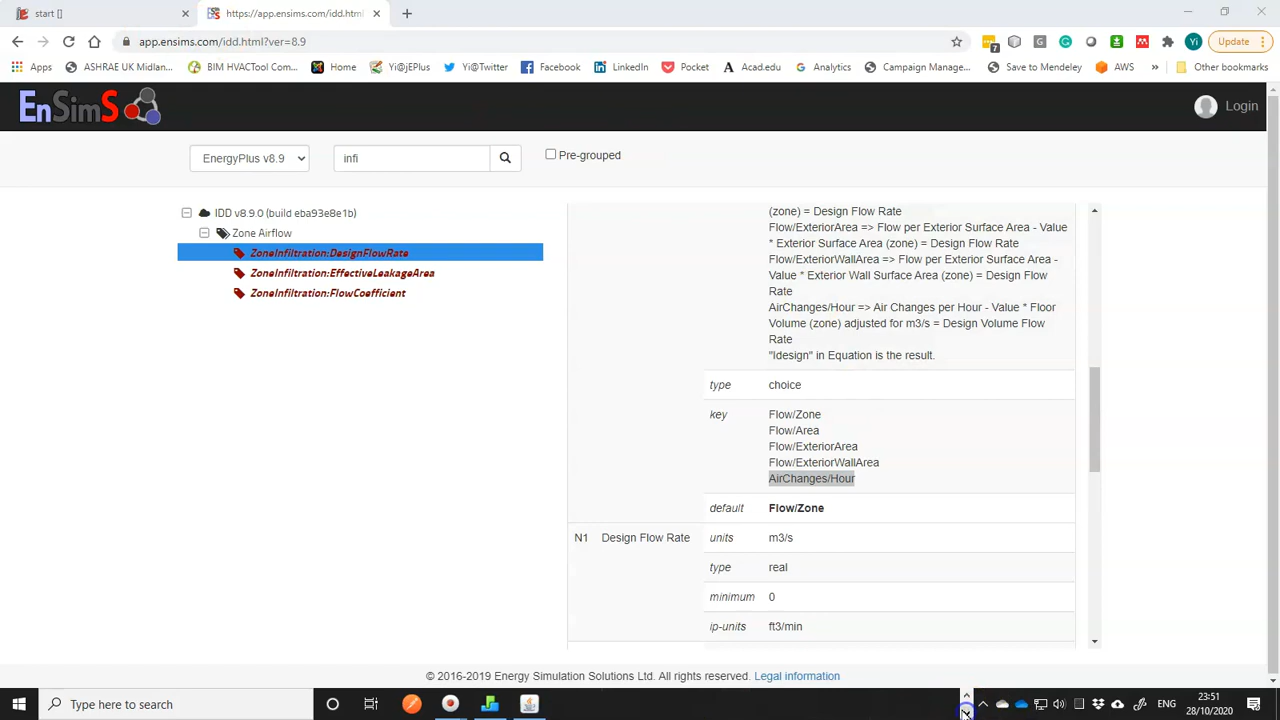 start []
https://app.ensims.com/idd.html
app.ensims.com/idd.html?ver=8.9
7
G
Yi
Update
Apps
ASHRAE UK Midlan...
BIM HVACTool Com...
Home
Yi@jEPlus
Yi@Twitter
Facebook
LinkedIn
Pocket
Acad.edu
Analytics
Campaign Manage...
Save to Mendeley
AWS
»
Other bookmarks
EnSimS
Login
EnergyPlus v8.9
infi
Pre-grouped
IDD v8.9.0 (build eba93e8e1b)
Zone Airflow
ZoneInfiltration:DesignFlowRate
ZoneInfiltration:EffectiveLeakageArea
ZoneInfiltration:FlowCoefficient
(zone) = Design Flow Rate
Flow/ExteriorArea => Flow per Exterior Surface Area - Value
* Exterior Surface Area (zone) = Design Flow Rate
Flow/ExteriorWallArea => Flow per Exterior Surface Area -
Value * Exterior Wall Surface Area (zone) = Design Flow
Rate
AirChanges/Hour => Air Changes per Hour - Value * Floor
Volume (zone) adjusted for m3/s = Design Volume Flow
Rate
"Idesign" in Equation is the result.
type choice
key Flow/Zone
Flow/Area
Flow/ExteriorArea
Flow/ExteriorWallArea
AirChanges/Hour
default Flow/Zone
N1 Design Flow Rate units m3/s
type real
minimum 0
ip-units ft3/min
© 2016-2019 Energy Simulation Solutions Ltd. All rights reserved. Legal information
Type here to search
ENG
23:51
28/10/2020